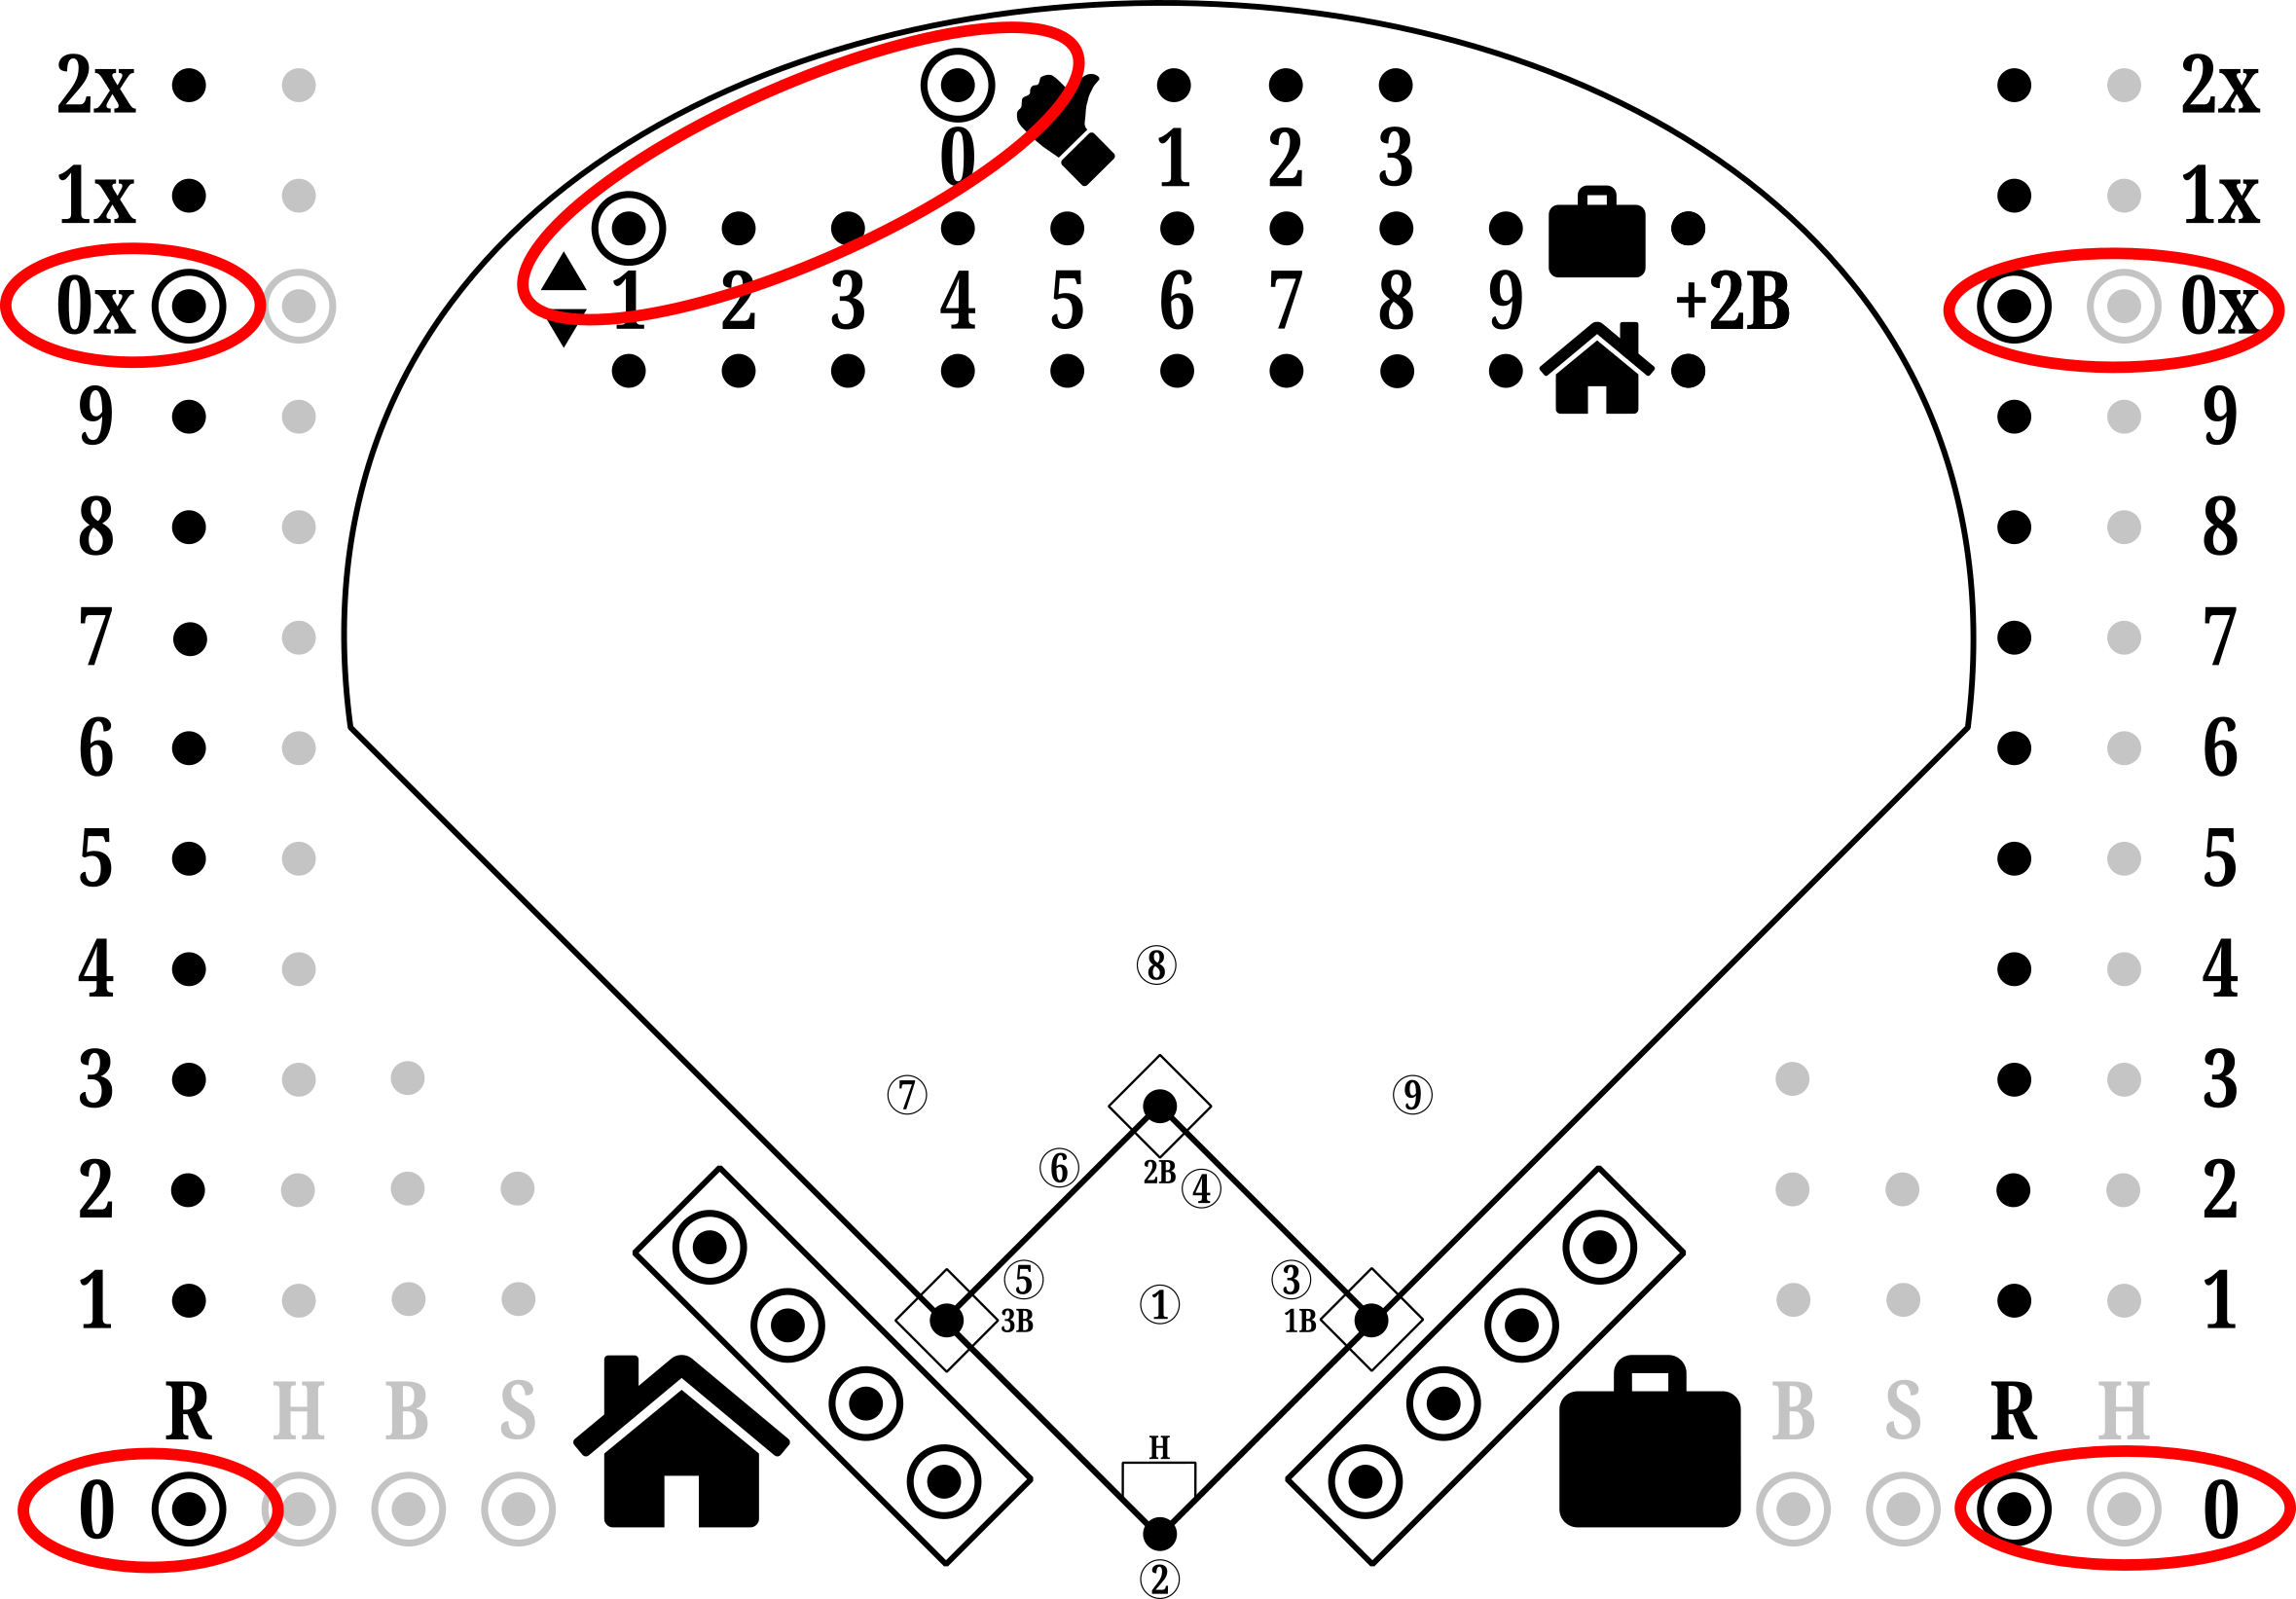 2x 2x
0 1 2 3
1x 1x
0x 1 2 3 4 5 6 7 8 9 +2B 0x
9 9
8 8
7 7
6 6
5 5
4 ⑧ 4
3 ⑦ ⑨ 3
2 ⑥ 2B ④ 2
1 ⑤ ③ 1
3B ① 1B
R H B S H B S R H
0 0
②